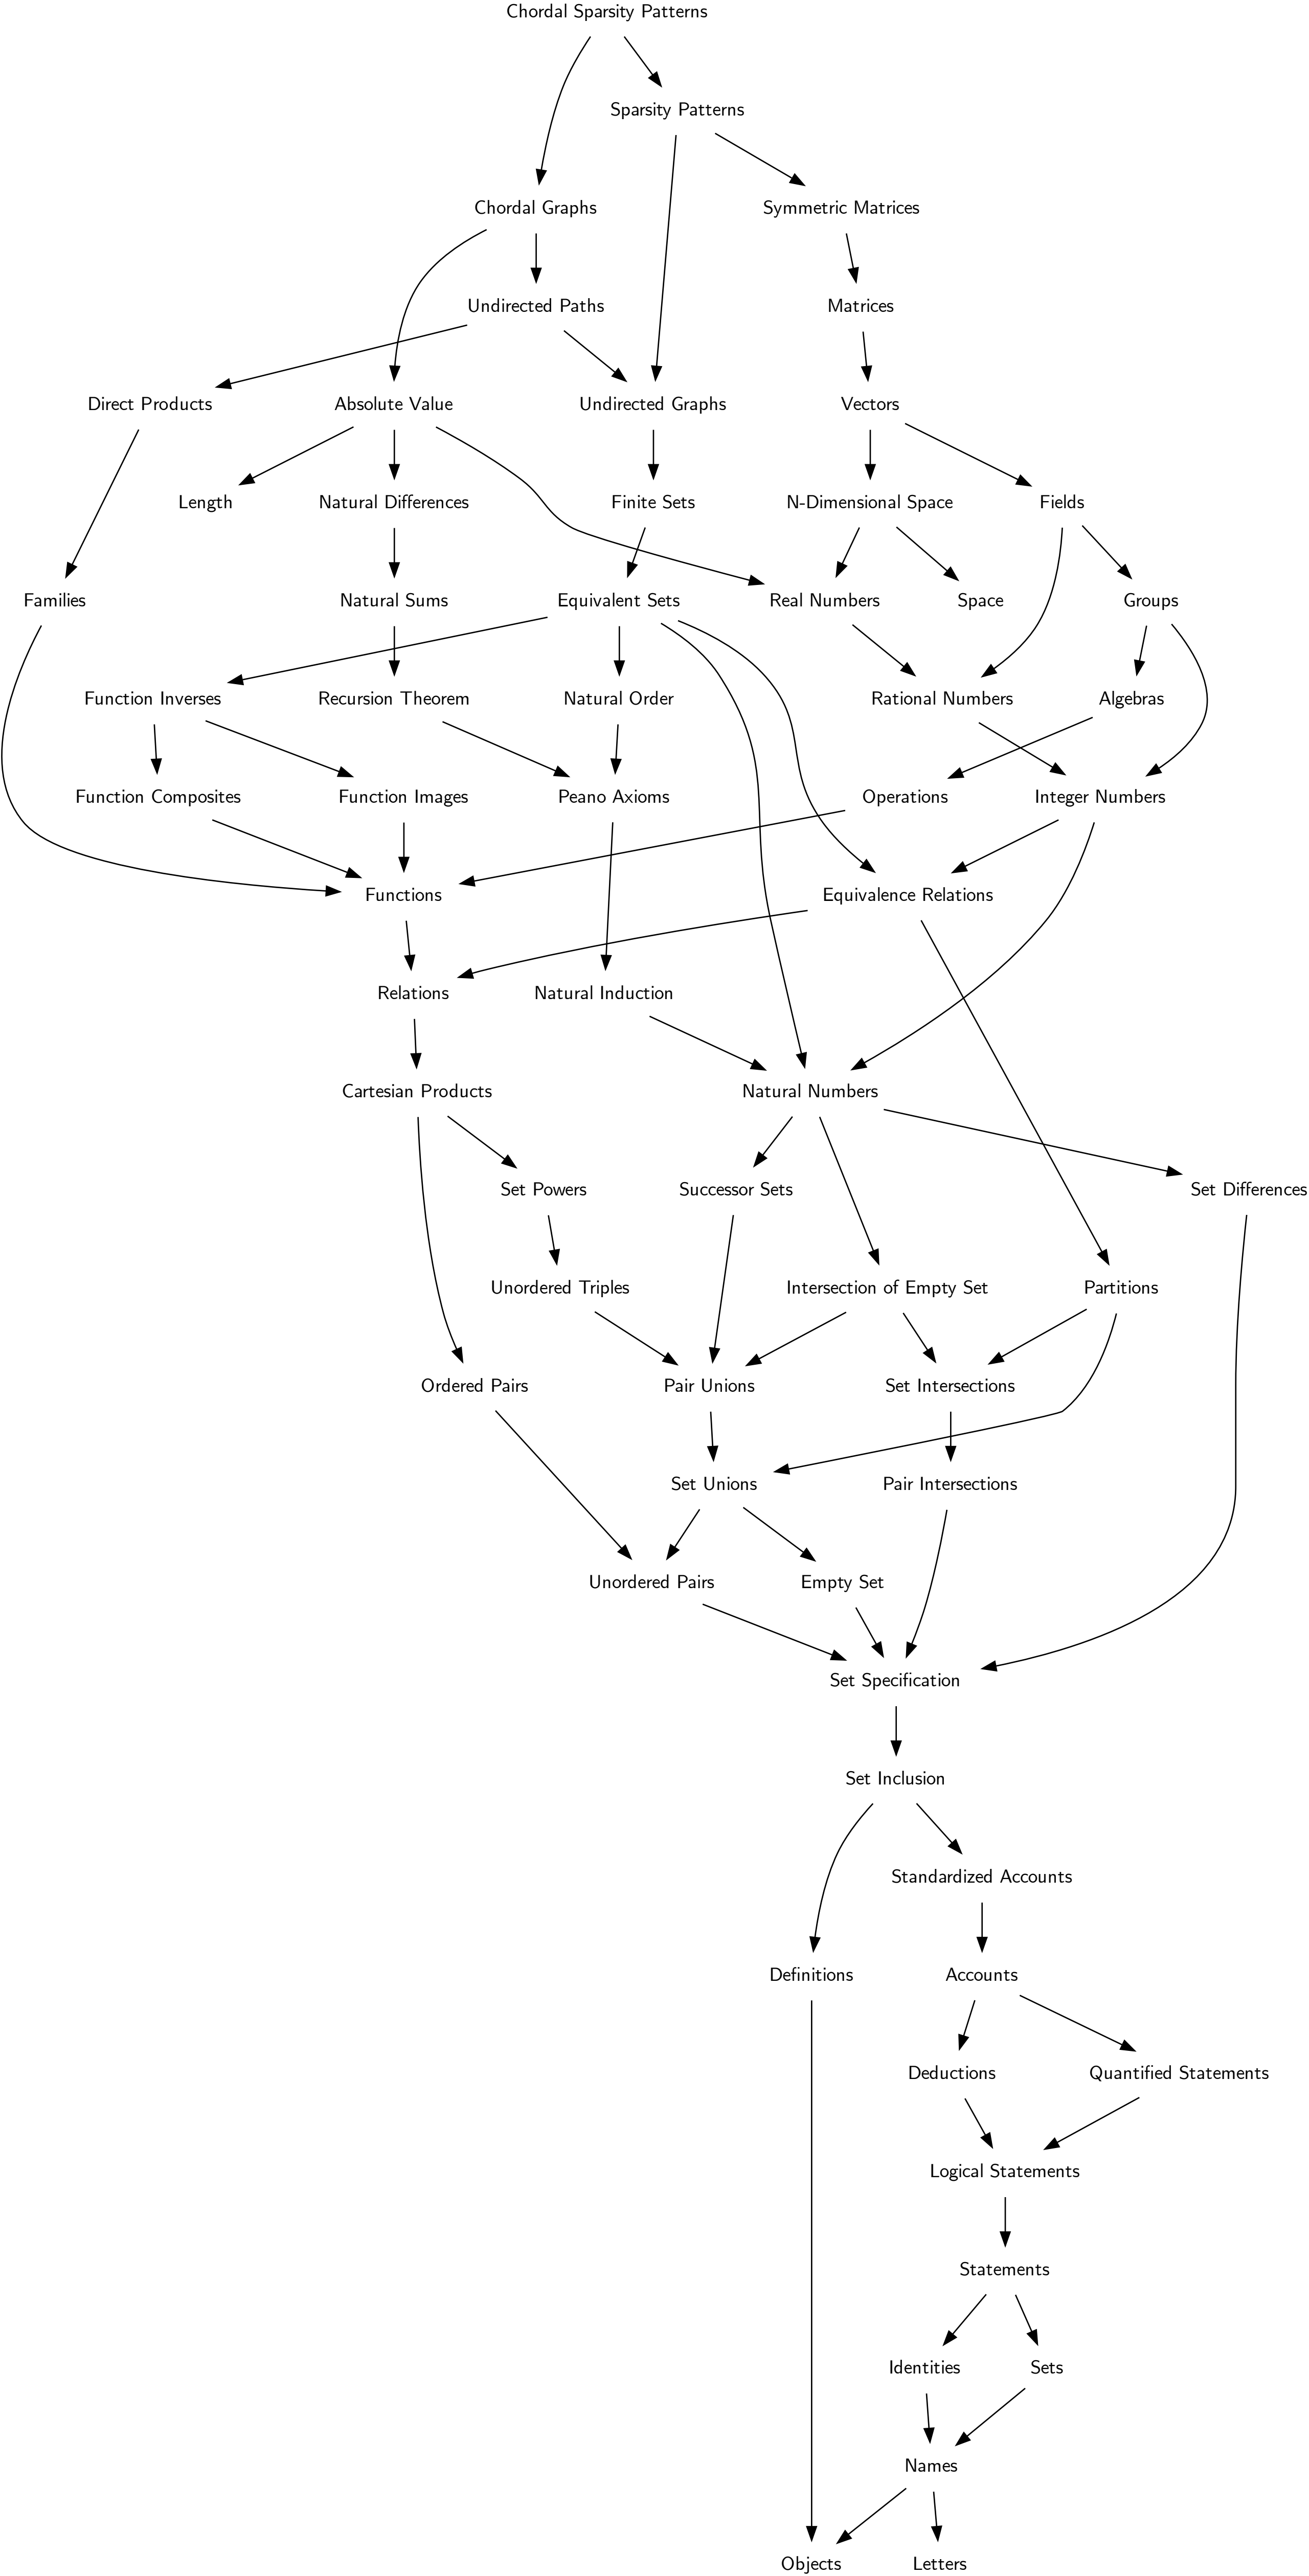 Chordal Sparsity Patterns
Sparsity Patterns
Chordal Graphs
Symmetric Matrices
Undirected Paths
Matrices
Direct Products
Absolute Value
Undirected Graphs
Vectors
Length
Natural Differences
Finite Sets
N-Dimensional Space
Fields
Families
Natural Sums
Equivalent Sets
Real Numbers
Space
Groups
Function Inverses
Recursion Theorem
Natural Order
Rational Numbers
Algebras
Function Composites
Function Images
Peano Axioms
Operations
Integer Numbers
Functions
Equivalence Relations
Relations
Natural Induction
Cartesian Products
Natural Numbers
Set Powers
Successor Sets
Set Differences
Unordered Triples
Intersection of Empty Set
Partitions
Ordered Pairs
Pair Unions
Set Intersections
Set Unions
Pair Intersections
Unordered Pairs
Empty Set
Set Specification
Set Inclusion
Standardized Accounts
Definitions
Accounts
Deductions
Quantified Statements
Logical Statements
Statements
Identities
Sets
Names
Objects
Letters